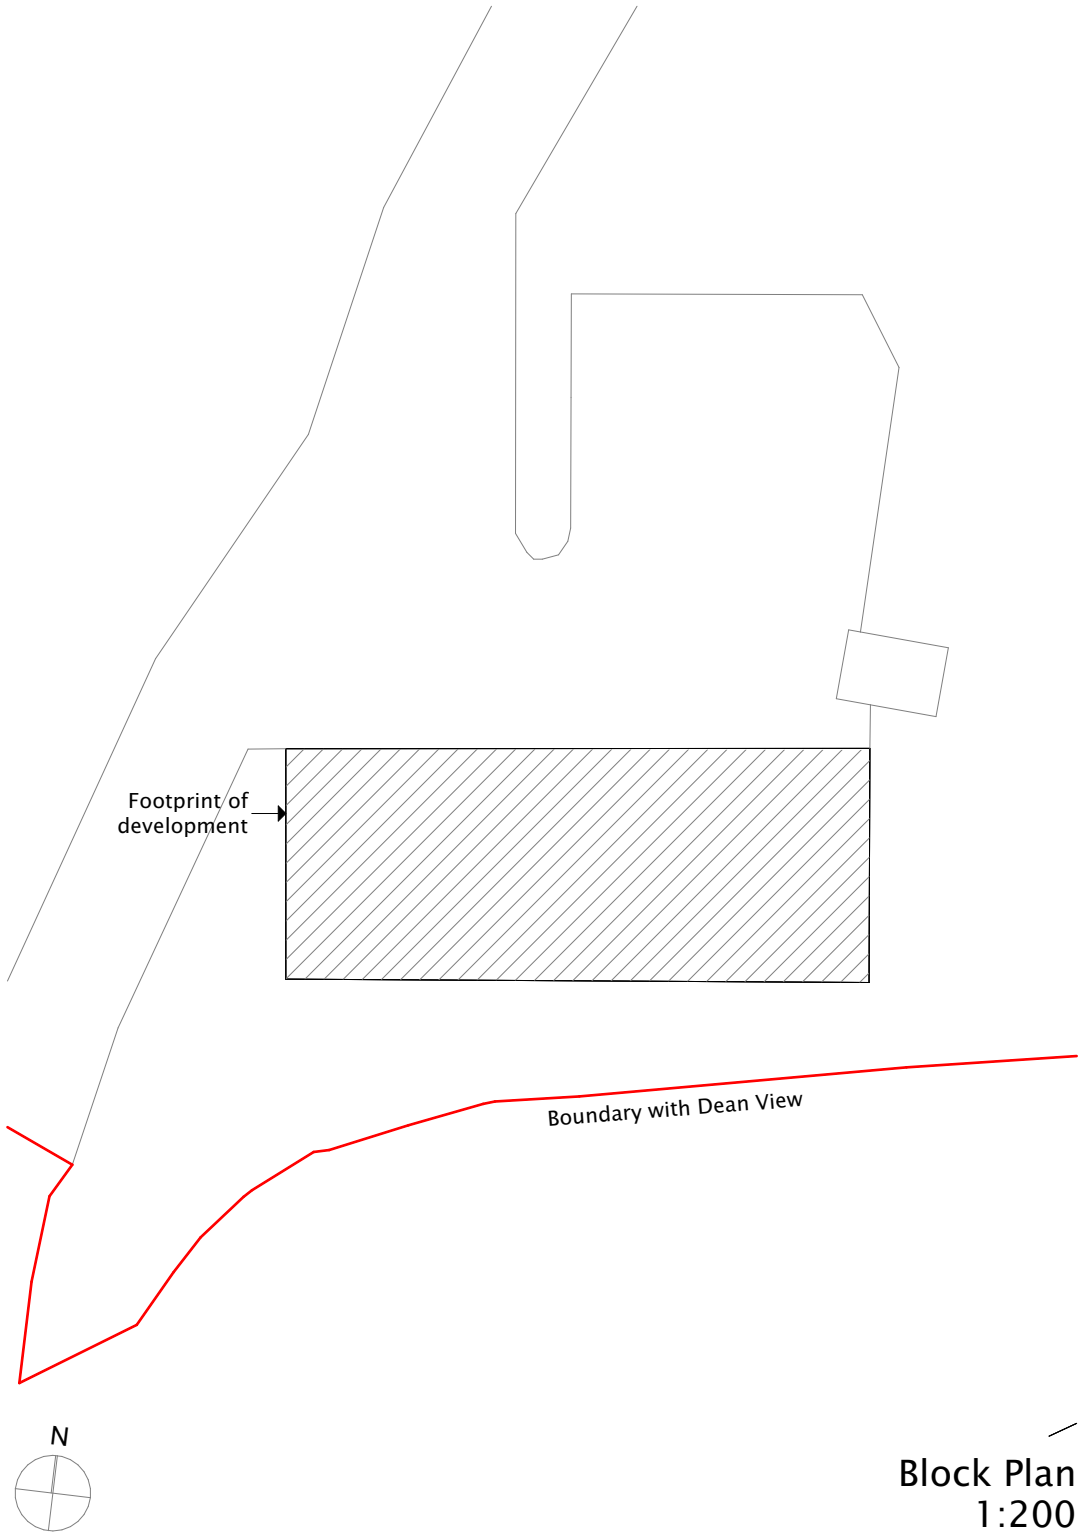 Footprint of
development
Boundary with Dean View
N
Block Plan
1:200